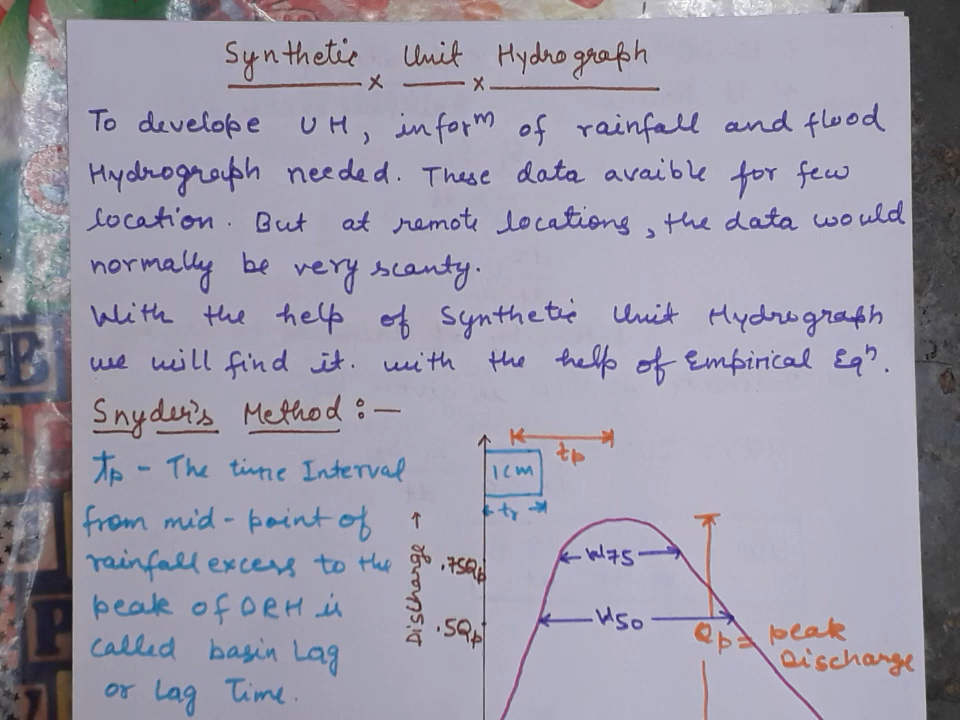 Synthetic Unit Hydrograph
To develope UH, inform of rainfall and flood
Hydrograph needed. These data avaible for few
location. But at remote locations, the data would
normally be very scanty.
With the help of Synthetic Unit Hydrograph
we will find it. with the help of Empirical Eqn.
Snyder's Method :-
tp - The time Interval
from mid-point of
rainfall excess to the
peak of DRH is
called basin Lag
or Lag Time.
tp
1cm
tr
Discharge →
.75Qp
W75
.5Qp
W50
Qp = peak
Discharge